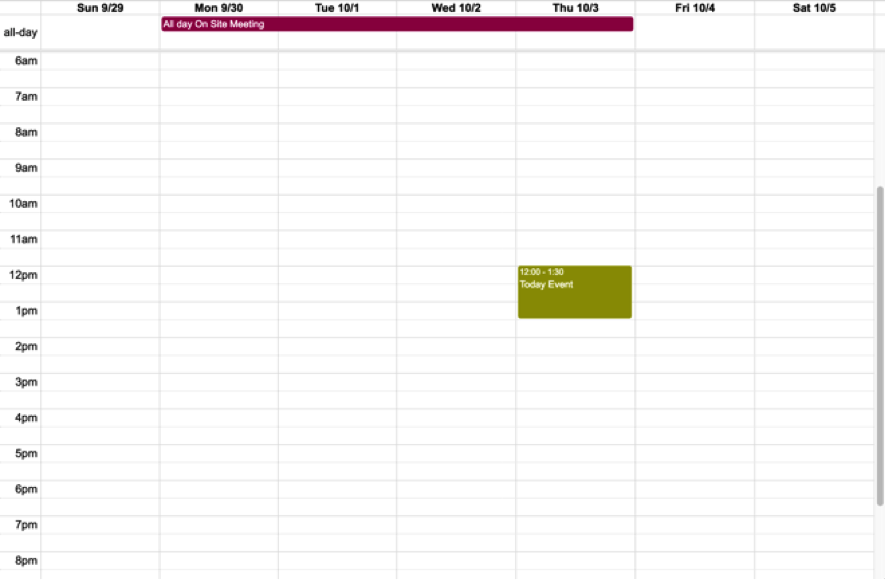 Sun 9/29 Mon 9/30 Tue 10/1 Wed 10/2 Thu 10/3 Fri 10/4 Sat 10/5
all-day All day On Site Meeting
6am
7am
8am
9am
10am
11am
12pm 12:00 - 1:30
Today Event
1pm
2pm
3pm
4pm
5pm
6pm
7pm
8pm